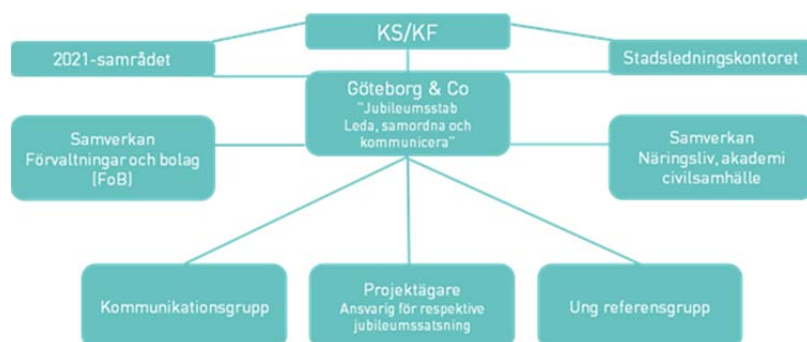 KS/KF
2021-samrådet
Stadsledningskontoret
Göteborg & Co
"Jubileumsstab
Leda, samordna och
kommunicera"
Samverkan
Förvaltningar och bolag
(FoB)
Samverkan
Näringsliv, akademi
civilsamhälle
Kommunikationsgrupp
Projektägare
Ansvarig för respektive
jubileumssatsning
Ung referensgrupp